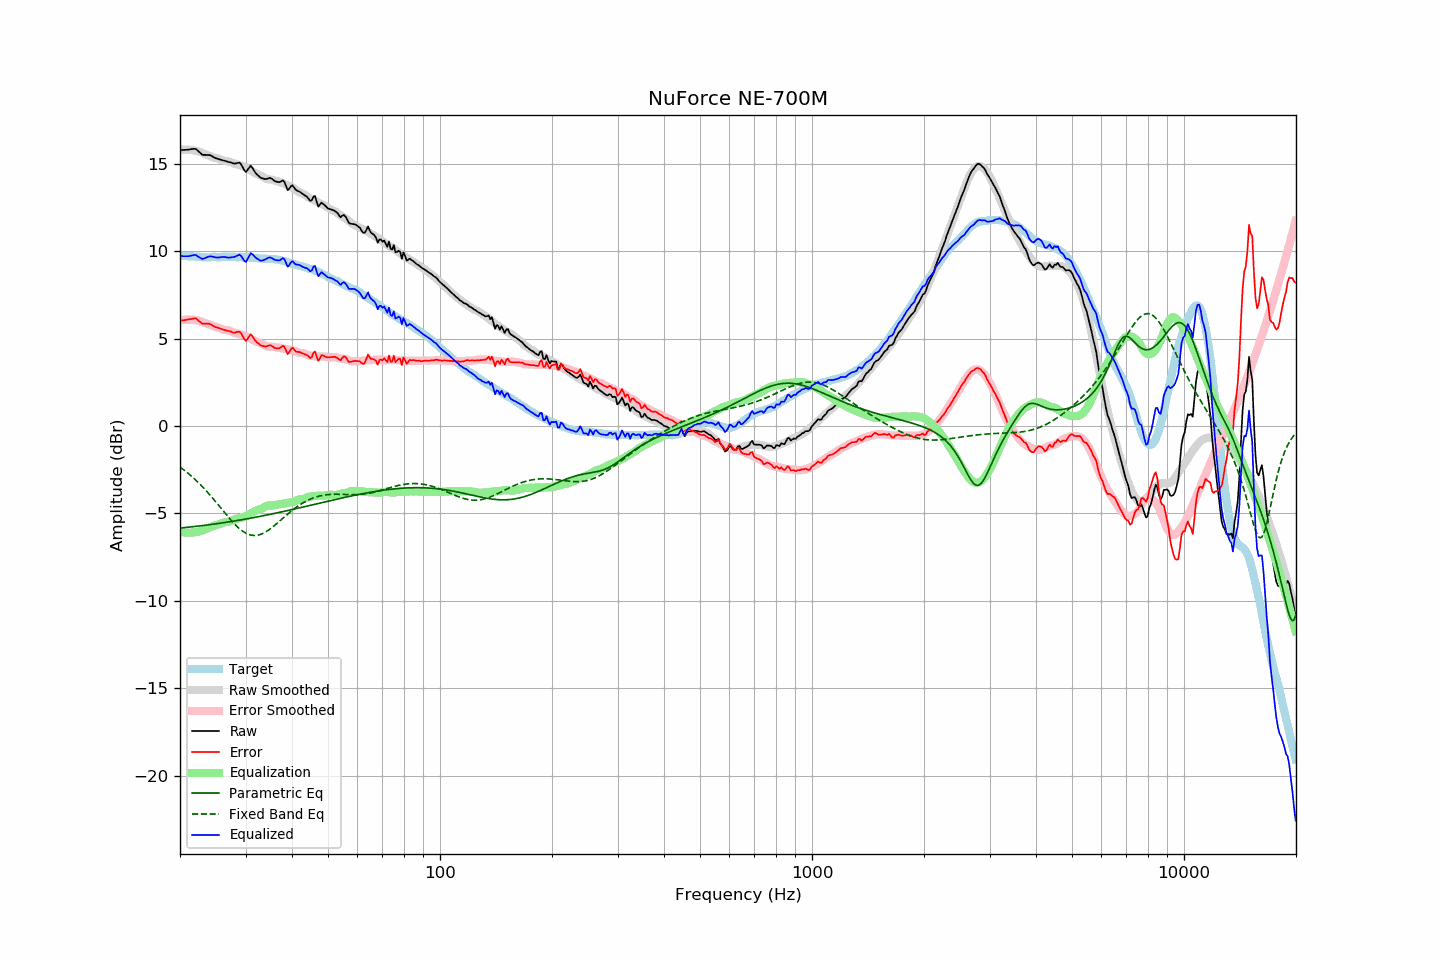 NuForce NE-700M
Amplitude (dBr)
15
10
5
0
−5
−10
−15
−20
Target
Raw Smoothed
Error Smoothed
Raw
Error
Equalization
Parametric Eq
Fixed Band Eq
Equalized
100
1000
10000
Frequency (Hz)